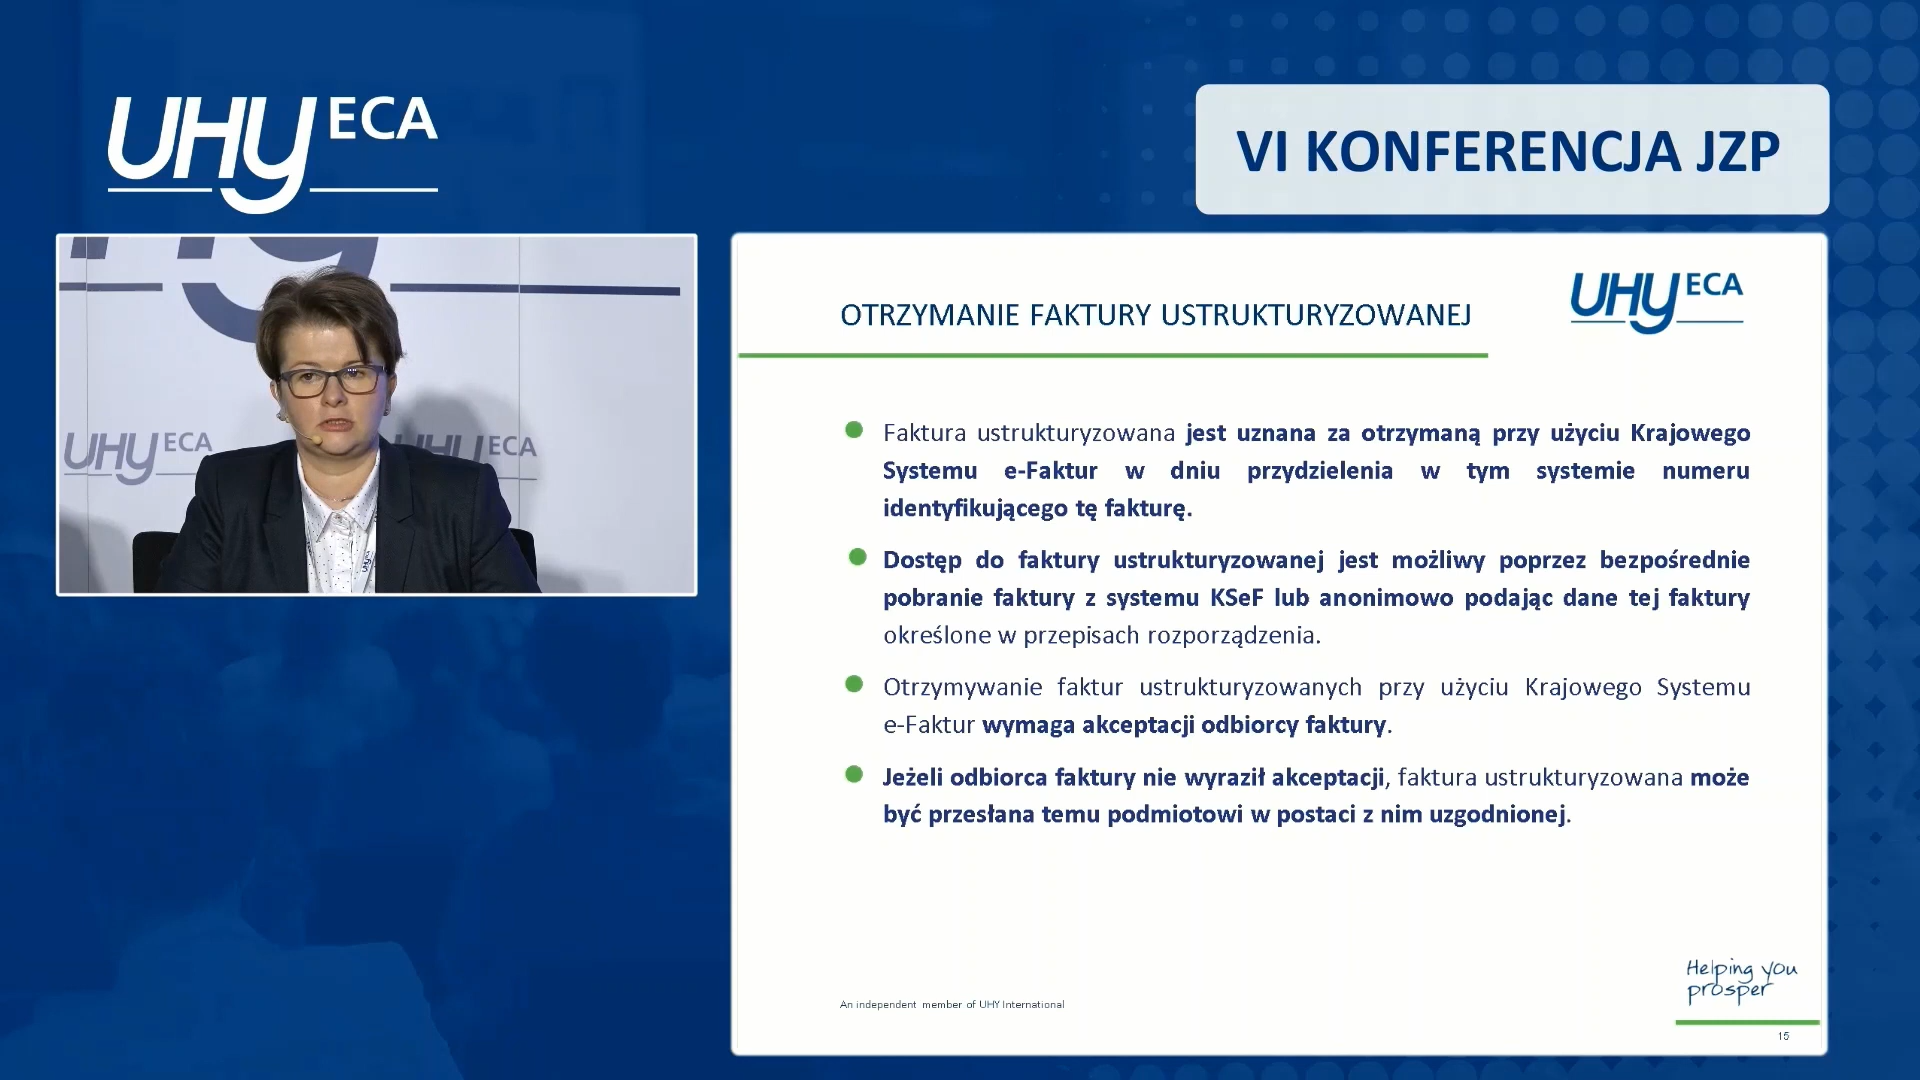 UHY ECA
VI KONFERENCJA JZP
UHY ECA
UHY ECA
OTRZYMANIE FAKTURY USTRUKTURYZOWANEJ
UHY ECA
Faktura ustrukturyzowana jest uznana za otrzymaną przy użyciu Krajowego
Systemu e-Faktur w dniu przydzielenia w tym systemie numeru
identyfikującego tę fakturę.
Dostęp do faktury ustrukturyzowanej jest możliwy poprzez bezpośrednie
pobranie faktury z systemu KSeF lub anonimowo podając dane tej faktury
określone w przepisach rozporządzenia.
Otrzymywanie faktur ustrukturyzowanych przy użyciu Krajowego Systemu
e-Faktur wymaga akceptacji odbiorcy faktury.
Jeżeli odbiorca faktury nie wyraził akceptacji, faktura ustrukturyzowana może
być przesłana temu podmiotowi w postaci z nim uzgodnionej.
Helping you
prosper
An independent member of UHY International
15